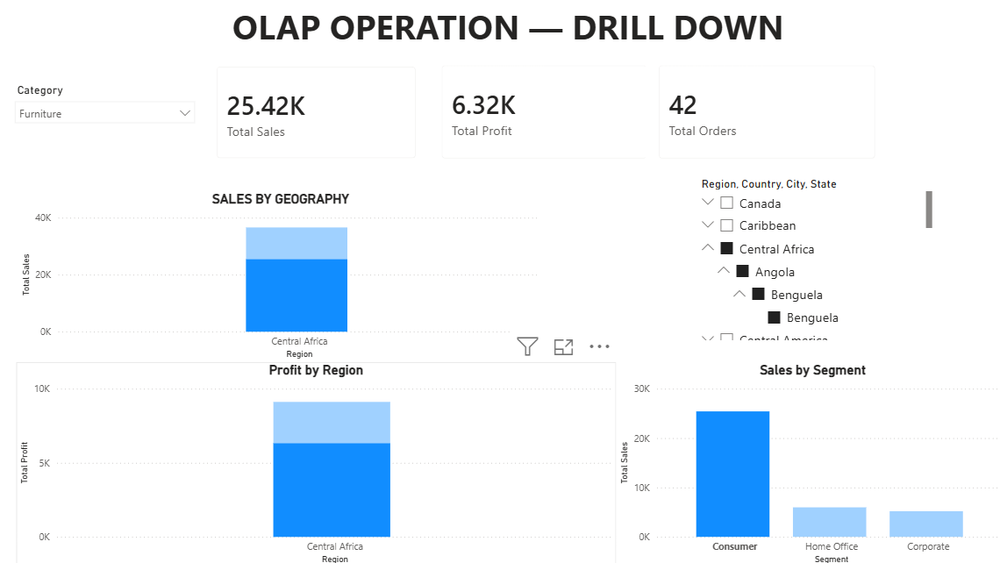 OLAP OPERATION — DRILL DOWN
Category
Furniture
25.42K
Total Sales
6.32K
Total Profit
42
Total Orders
SALES BY GEOGRAPHY
40K
20K
0K
Total Sales
Central Africa
Region
Region, Country, City, State
Canada
Caribbean
Central Africa
Angola
Benguela
Benguela
Central America
Profit by Region
10K
5K
0K
Total Profit
Central Africa
Region
Sales by Segment
30K
20K
10K
0K
Total Sales
Consumer
Home Office
Corporate
Segment